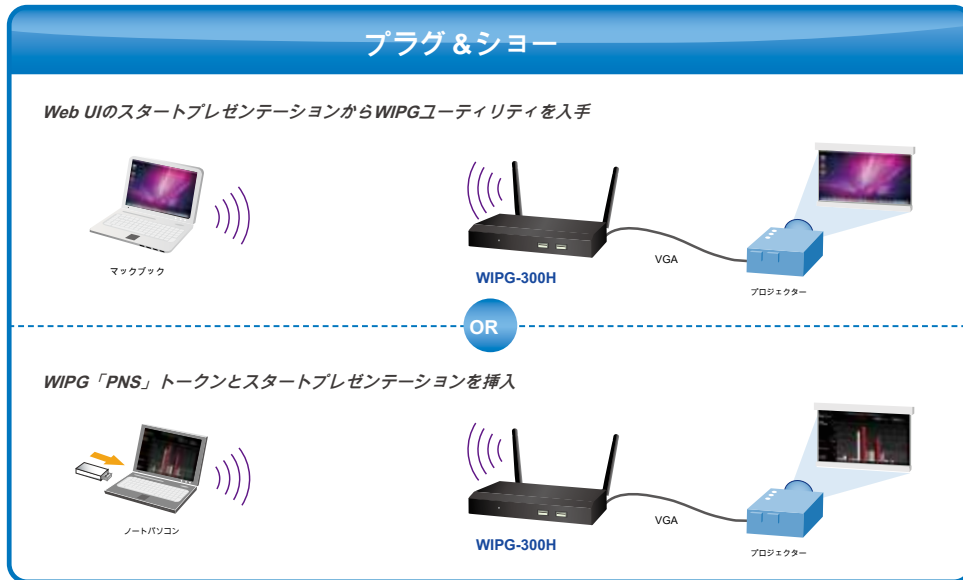 プラグ&ショー
Web UIのスタートプレゼンテーションからWIPGユーティリティを入手
マックブック
WIPG-300H
VGA
プロジェクター
OR
WIPG「PNS」トークンとスタートプレゼンテーションを挿入
ノートパソコン
WIPG-300H
VGA
プロジェクター